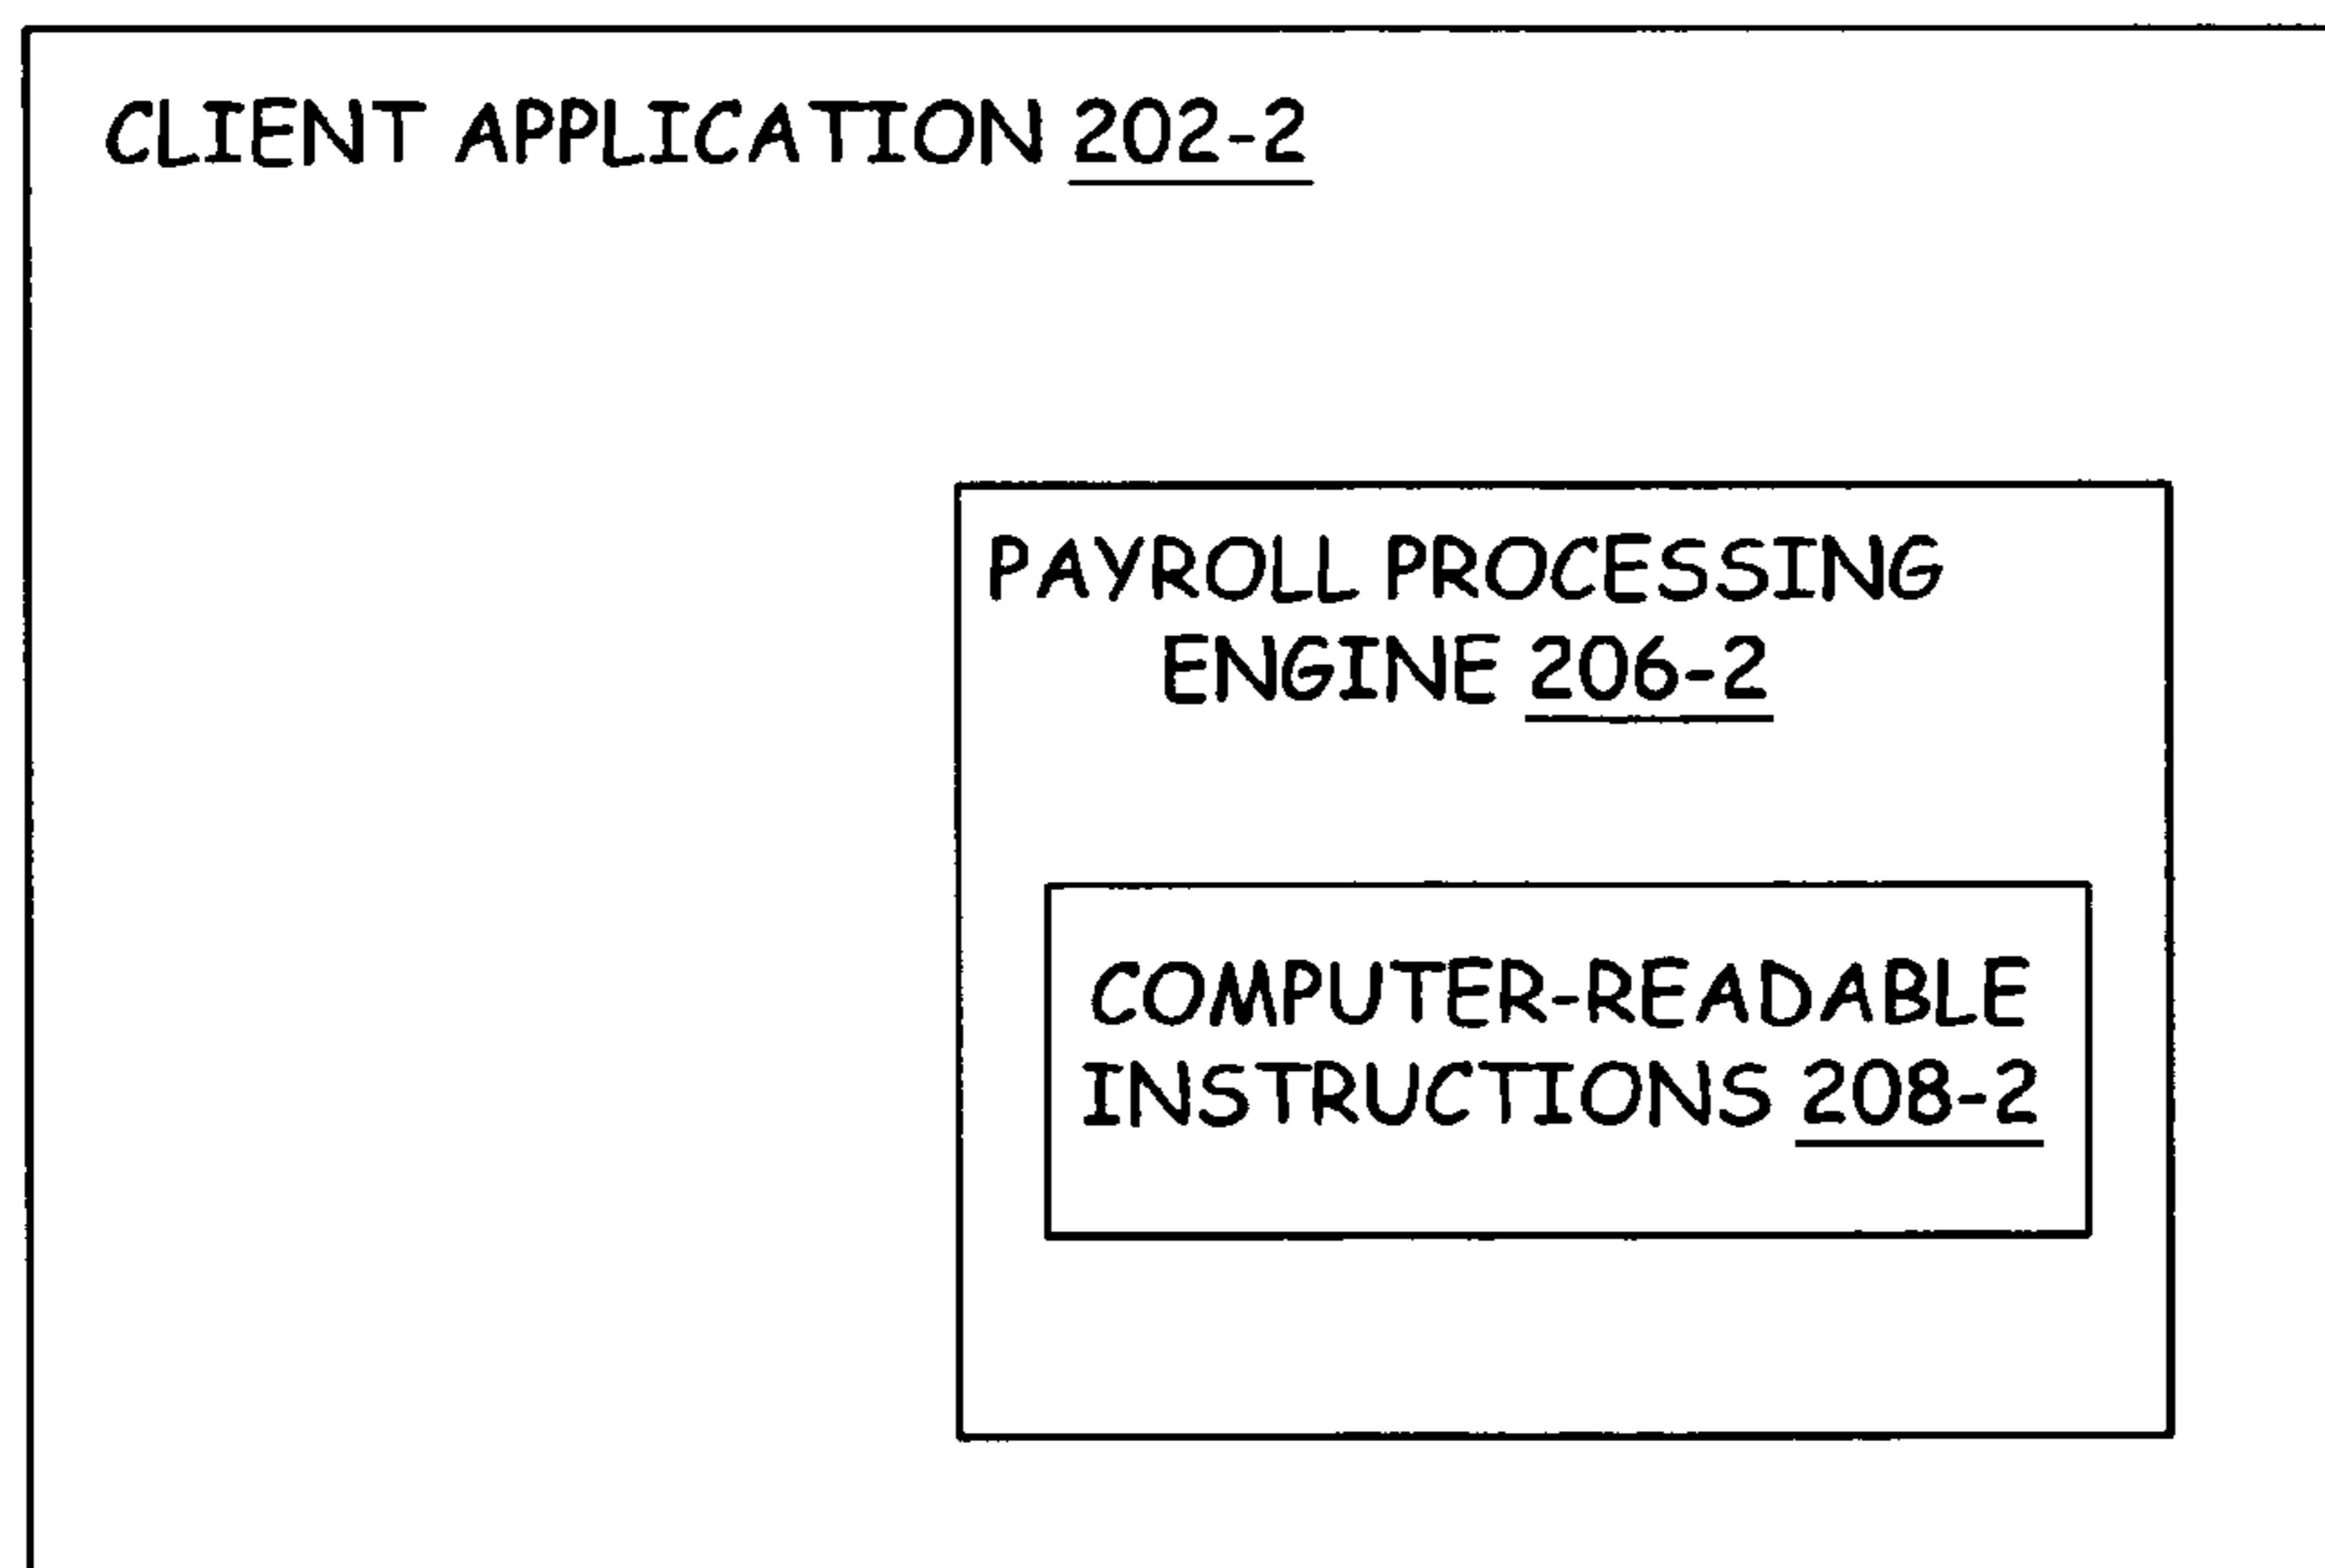 CLIENT APPLICATION 202-2
PAYROLL PROCESSING
ENGINE 206-2
COMPUTER-READABLE
INSTRUCTIONS 208-2